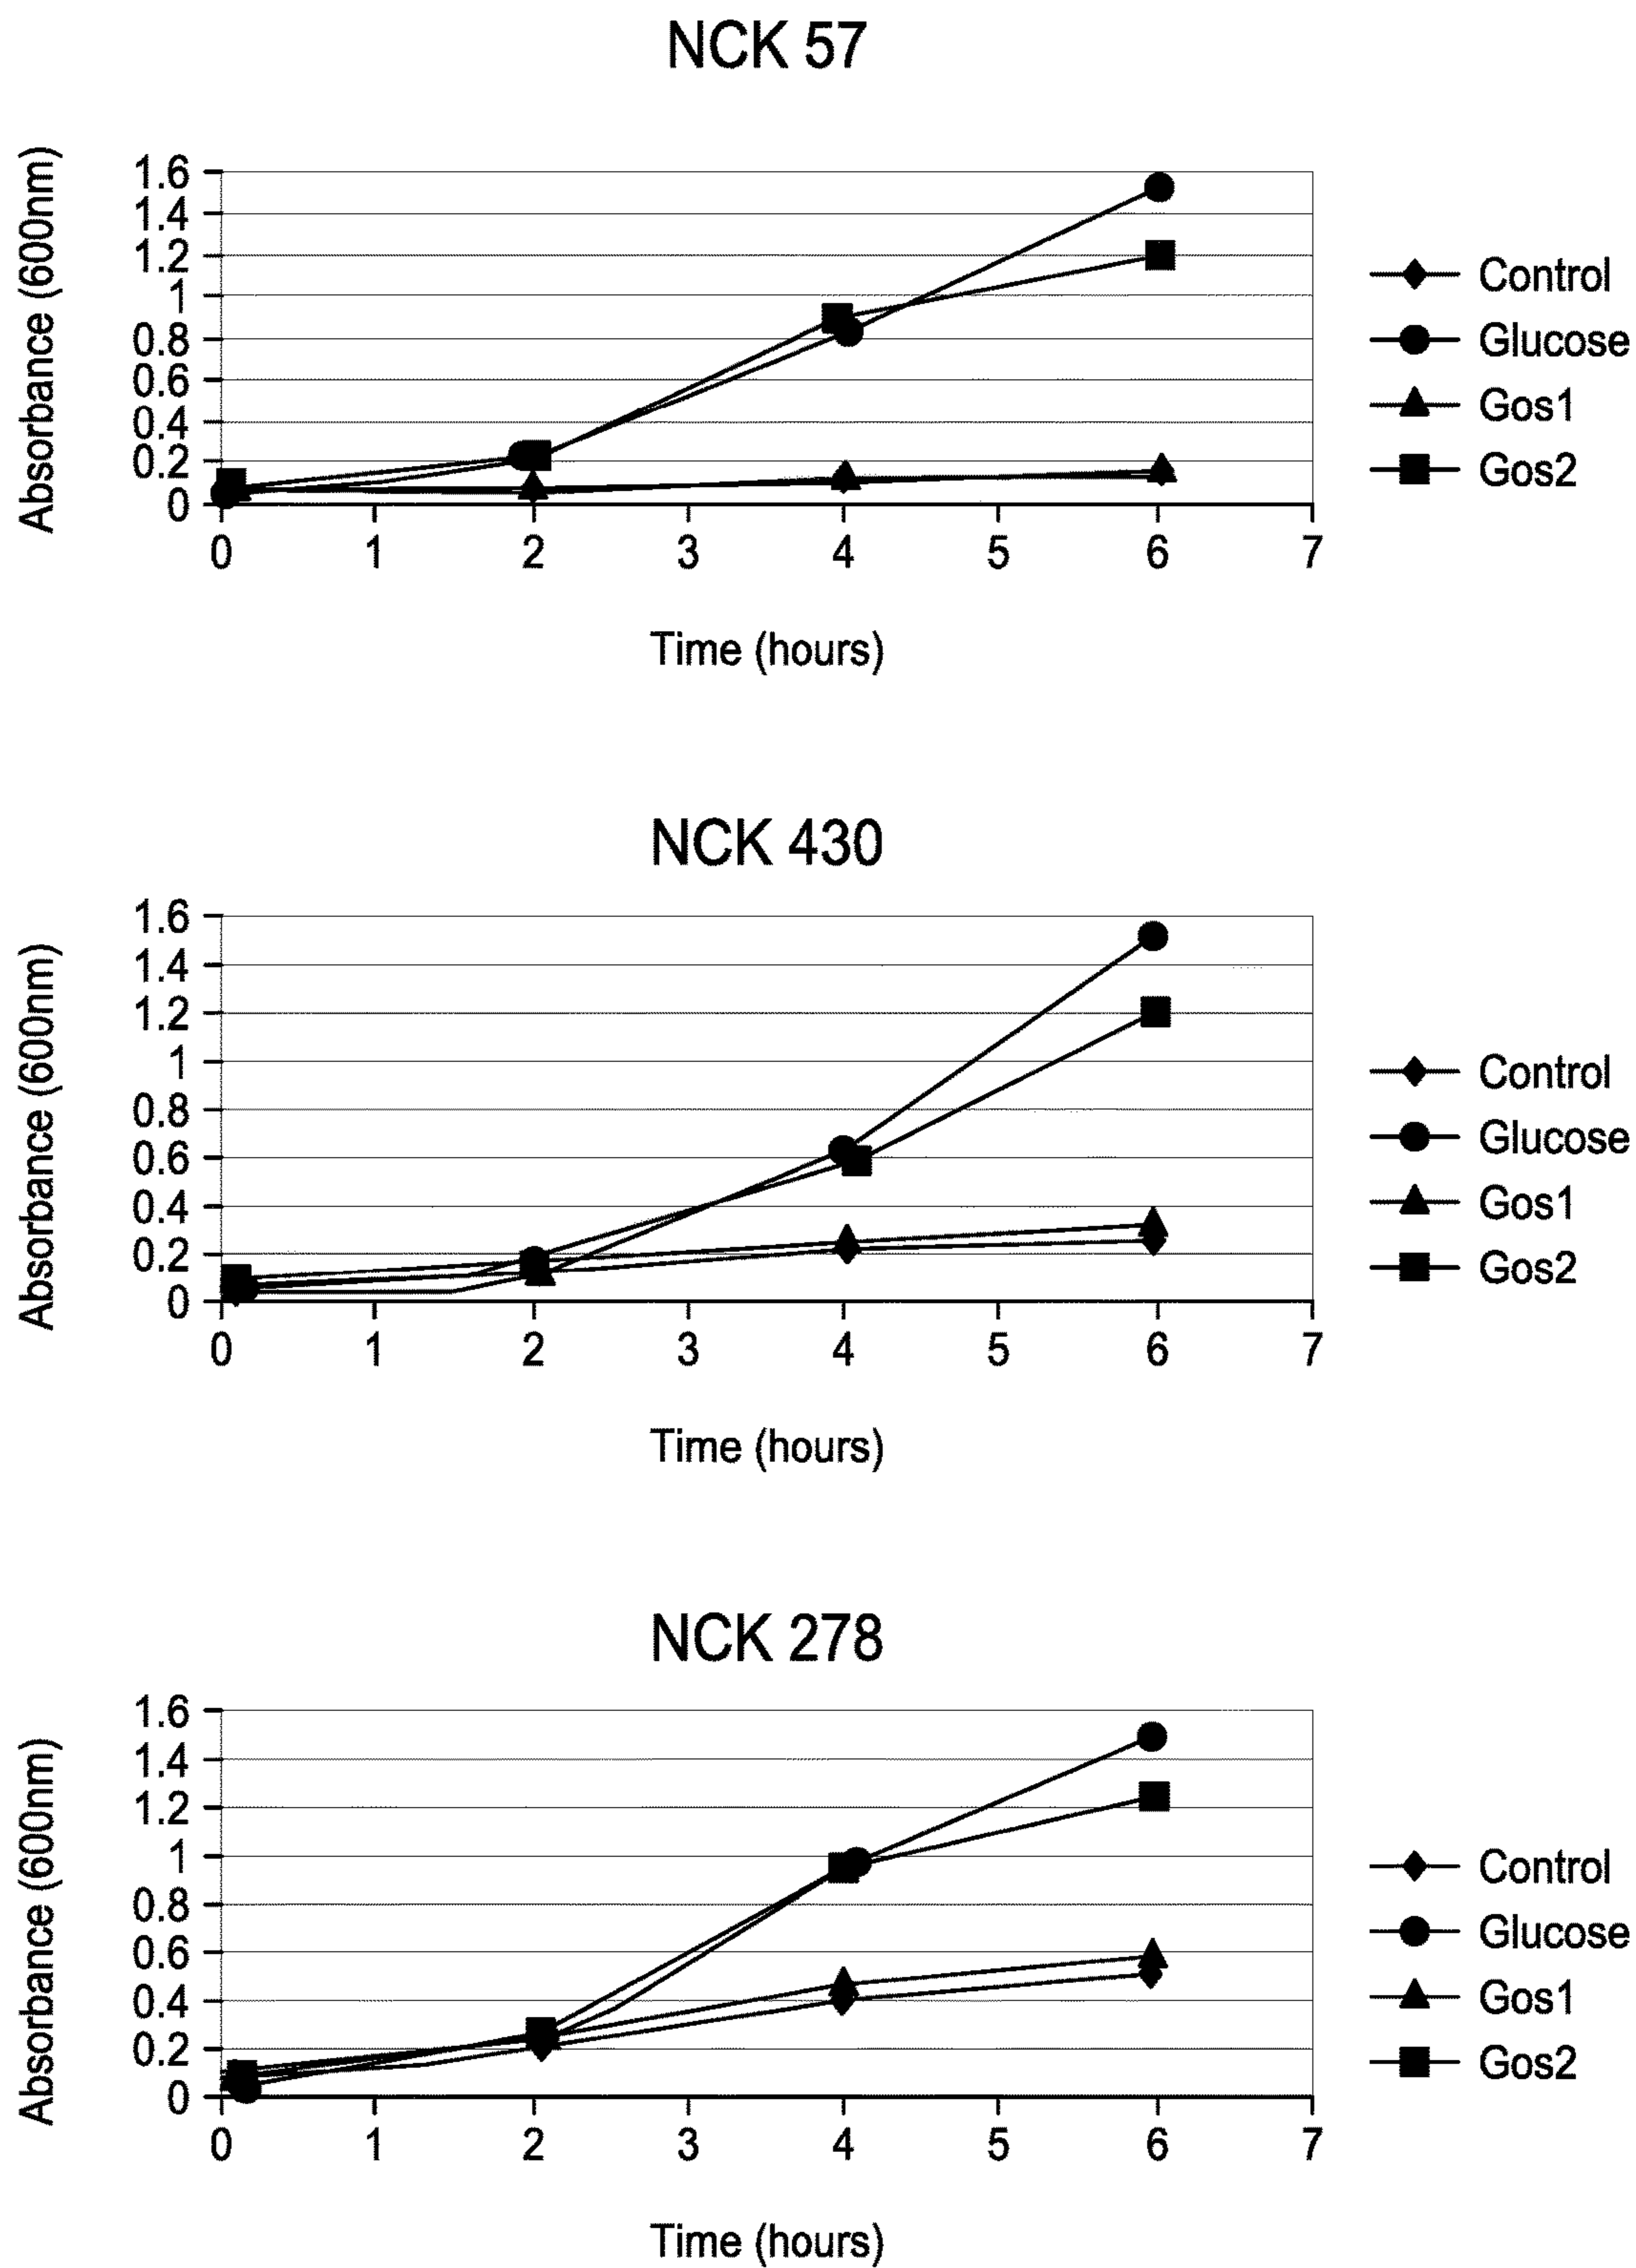 NCK 57
Absorbance (600nm)
1.6
1.4
1.2
1
0.8
0.6
0.4
0.2
0
0 1 2 3 4 5 6 7
Time (hours)
Control
Glucose
Gos1
Gos2
NCK 430
Absorbance (600nm)
1.6
1.4
1.2
1
0.8
0.6
0.4
0.2
0
0 1 2 3 4 5 6 7
Time (hours)
Control
Glucose
Gos1
Gos2
NCK 278
Absorbance (600nm)
1.6
1.4
1.2
1
0.8
0.6
0.4
0.2
0
0 1 2 3 4 5 6 7
Time (hours)
Control
Glucose
Gos1
Gos2